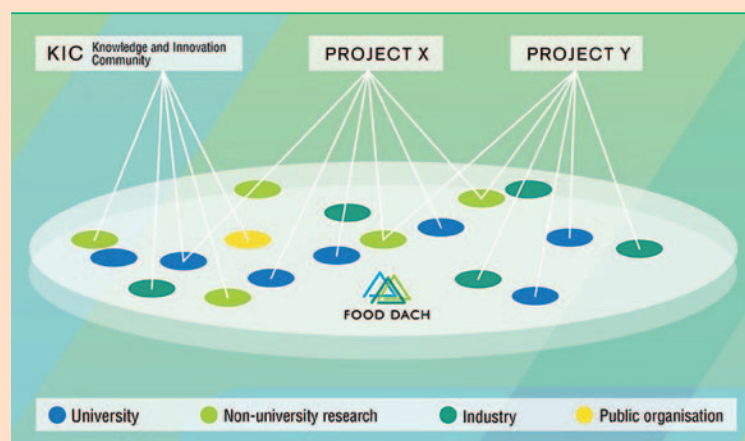 KIC Knowledge and Innovation
Community
PROJECT X
PROJECT Y
FOOD DACH
University
Non-university research
Industry
Public organisation